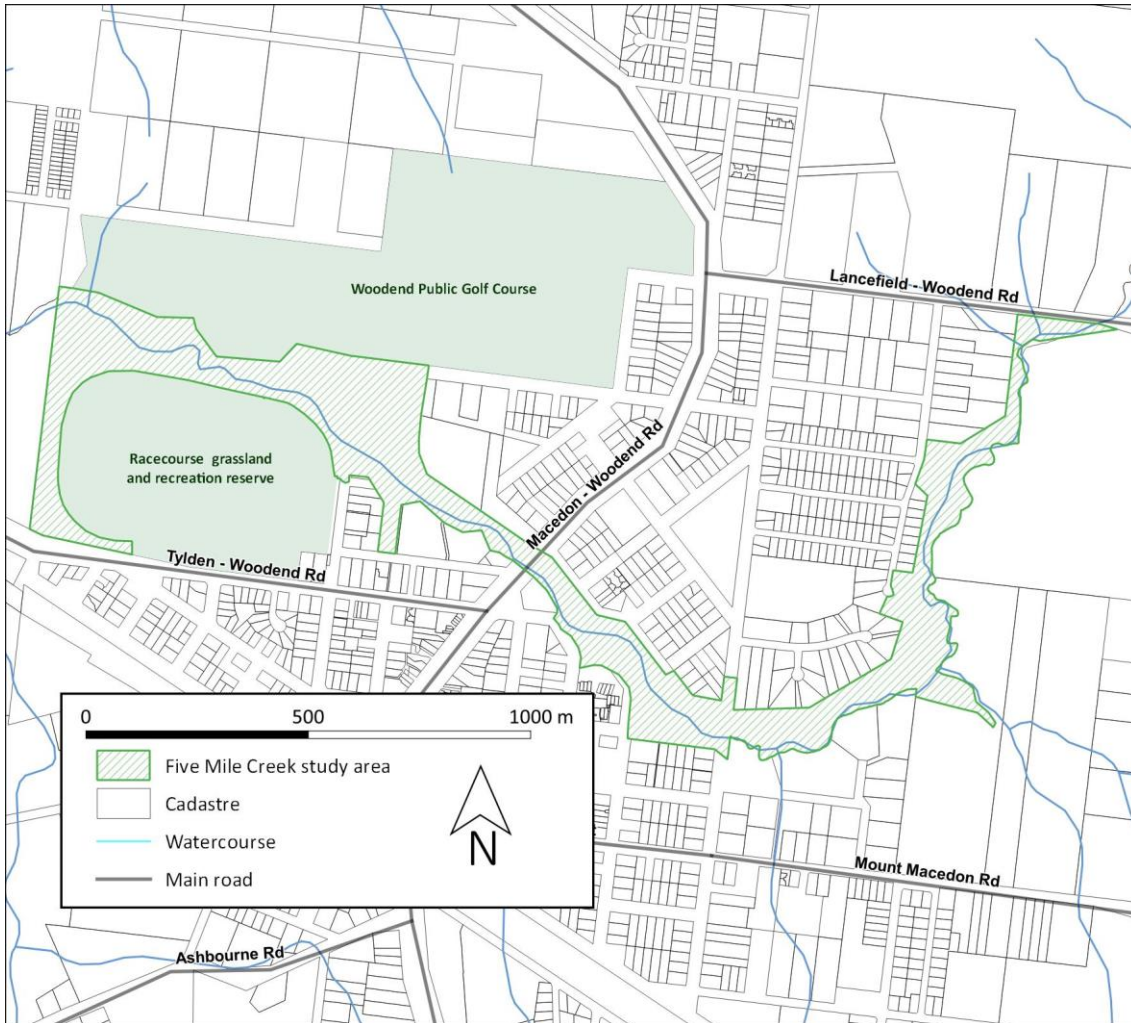 Lancefield - Woodend Rd
Woodend Public Golf Course
Macedon - Woodend Rd
Racecourse grassland
and recreation reserve
Tylden - Woodend Rd
0 500 1000 m
Five Mile Creek study area
Cadastre
Watercourse
Main road
N
Mount Macedon Rd
Ashbourne Rd